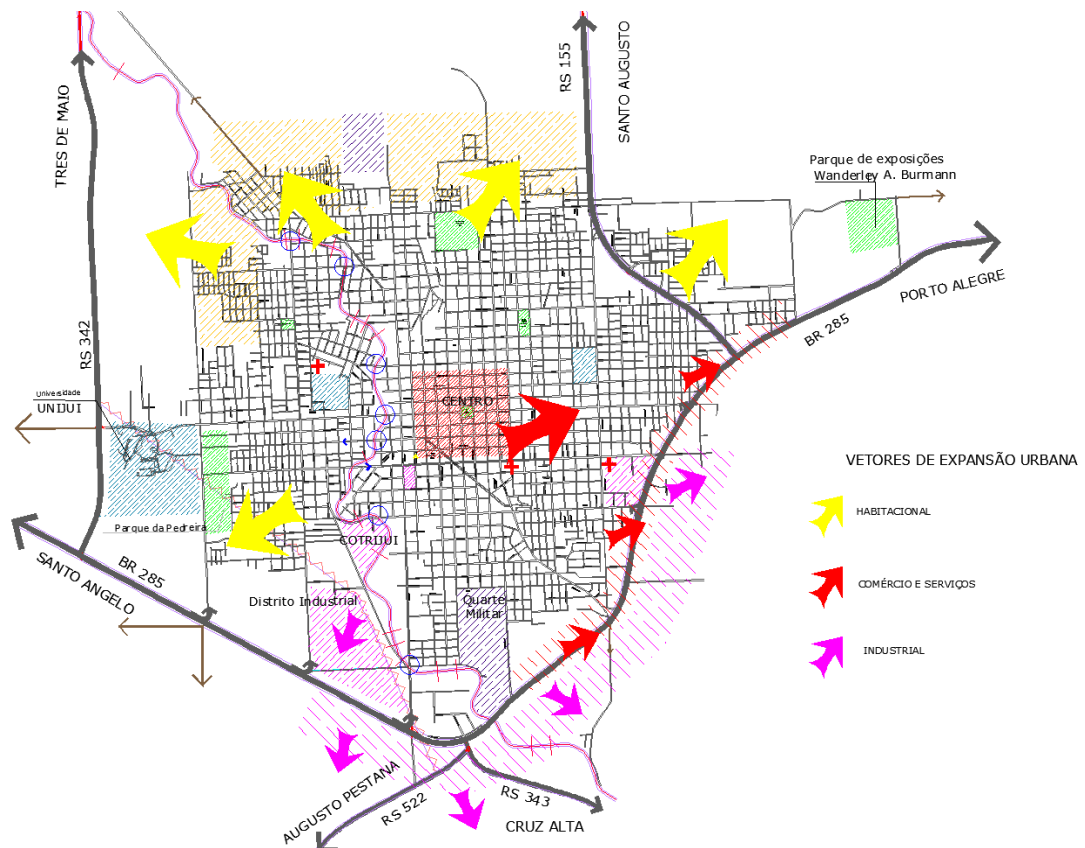 RS 155
SANTO AUGUSTO
TRES DE MAIO
RS 342
Parque de exposições
Wanderley A. Burmann
PORTO ALEGRE
BR 285
Universidade
UNIJUI
CENTRO
VETORES DE EXPANSÃO URBANA
HABITACIONAL
COMÉRCIO E SERVIÇOS
INDUSTRIAL
Parque da Pedreira
COTRIJUI
BR 285
SANTO ANGELO
Distrito Industrial
Quarte
Militar
AUGUSTO PESTANA
RS 522
RS 343
CRUZ ALTA